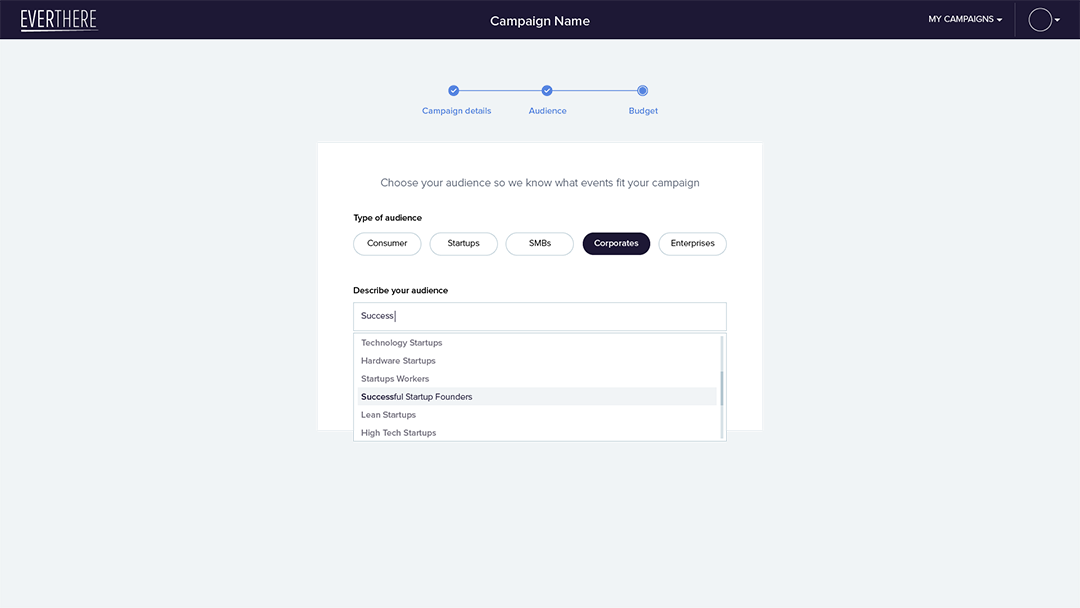 EVERTHERE
Campaign Name
MY CAMPAIGNS
Campaign details
Audience
Budget
Choose your audience so we know what events fit your campaign
Type of audience
Consumer
Startups
SMBs
Corporates
Enterprises
Describe your audience
Success
Technology Startups
Hardware Startups
Startups Workers
Successful Startup Founders
Lean Startups
High Tech Startups